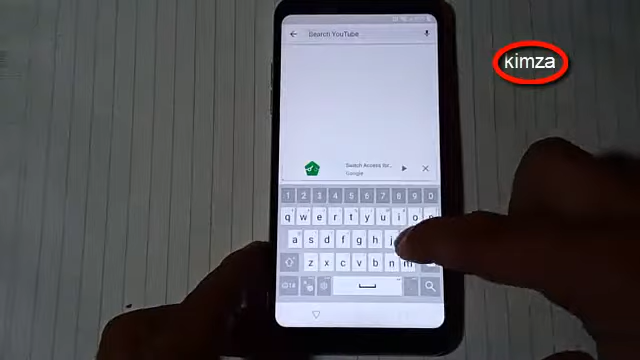 kimza
Search YouTube
Switch Access for...
Google
1 2 3 4 5 6 7 8 9 0
q w e r t y u i o
a s d f g h j
z x c v b n m